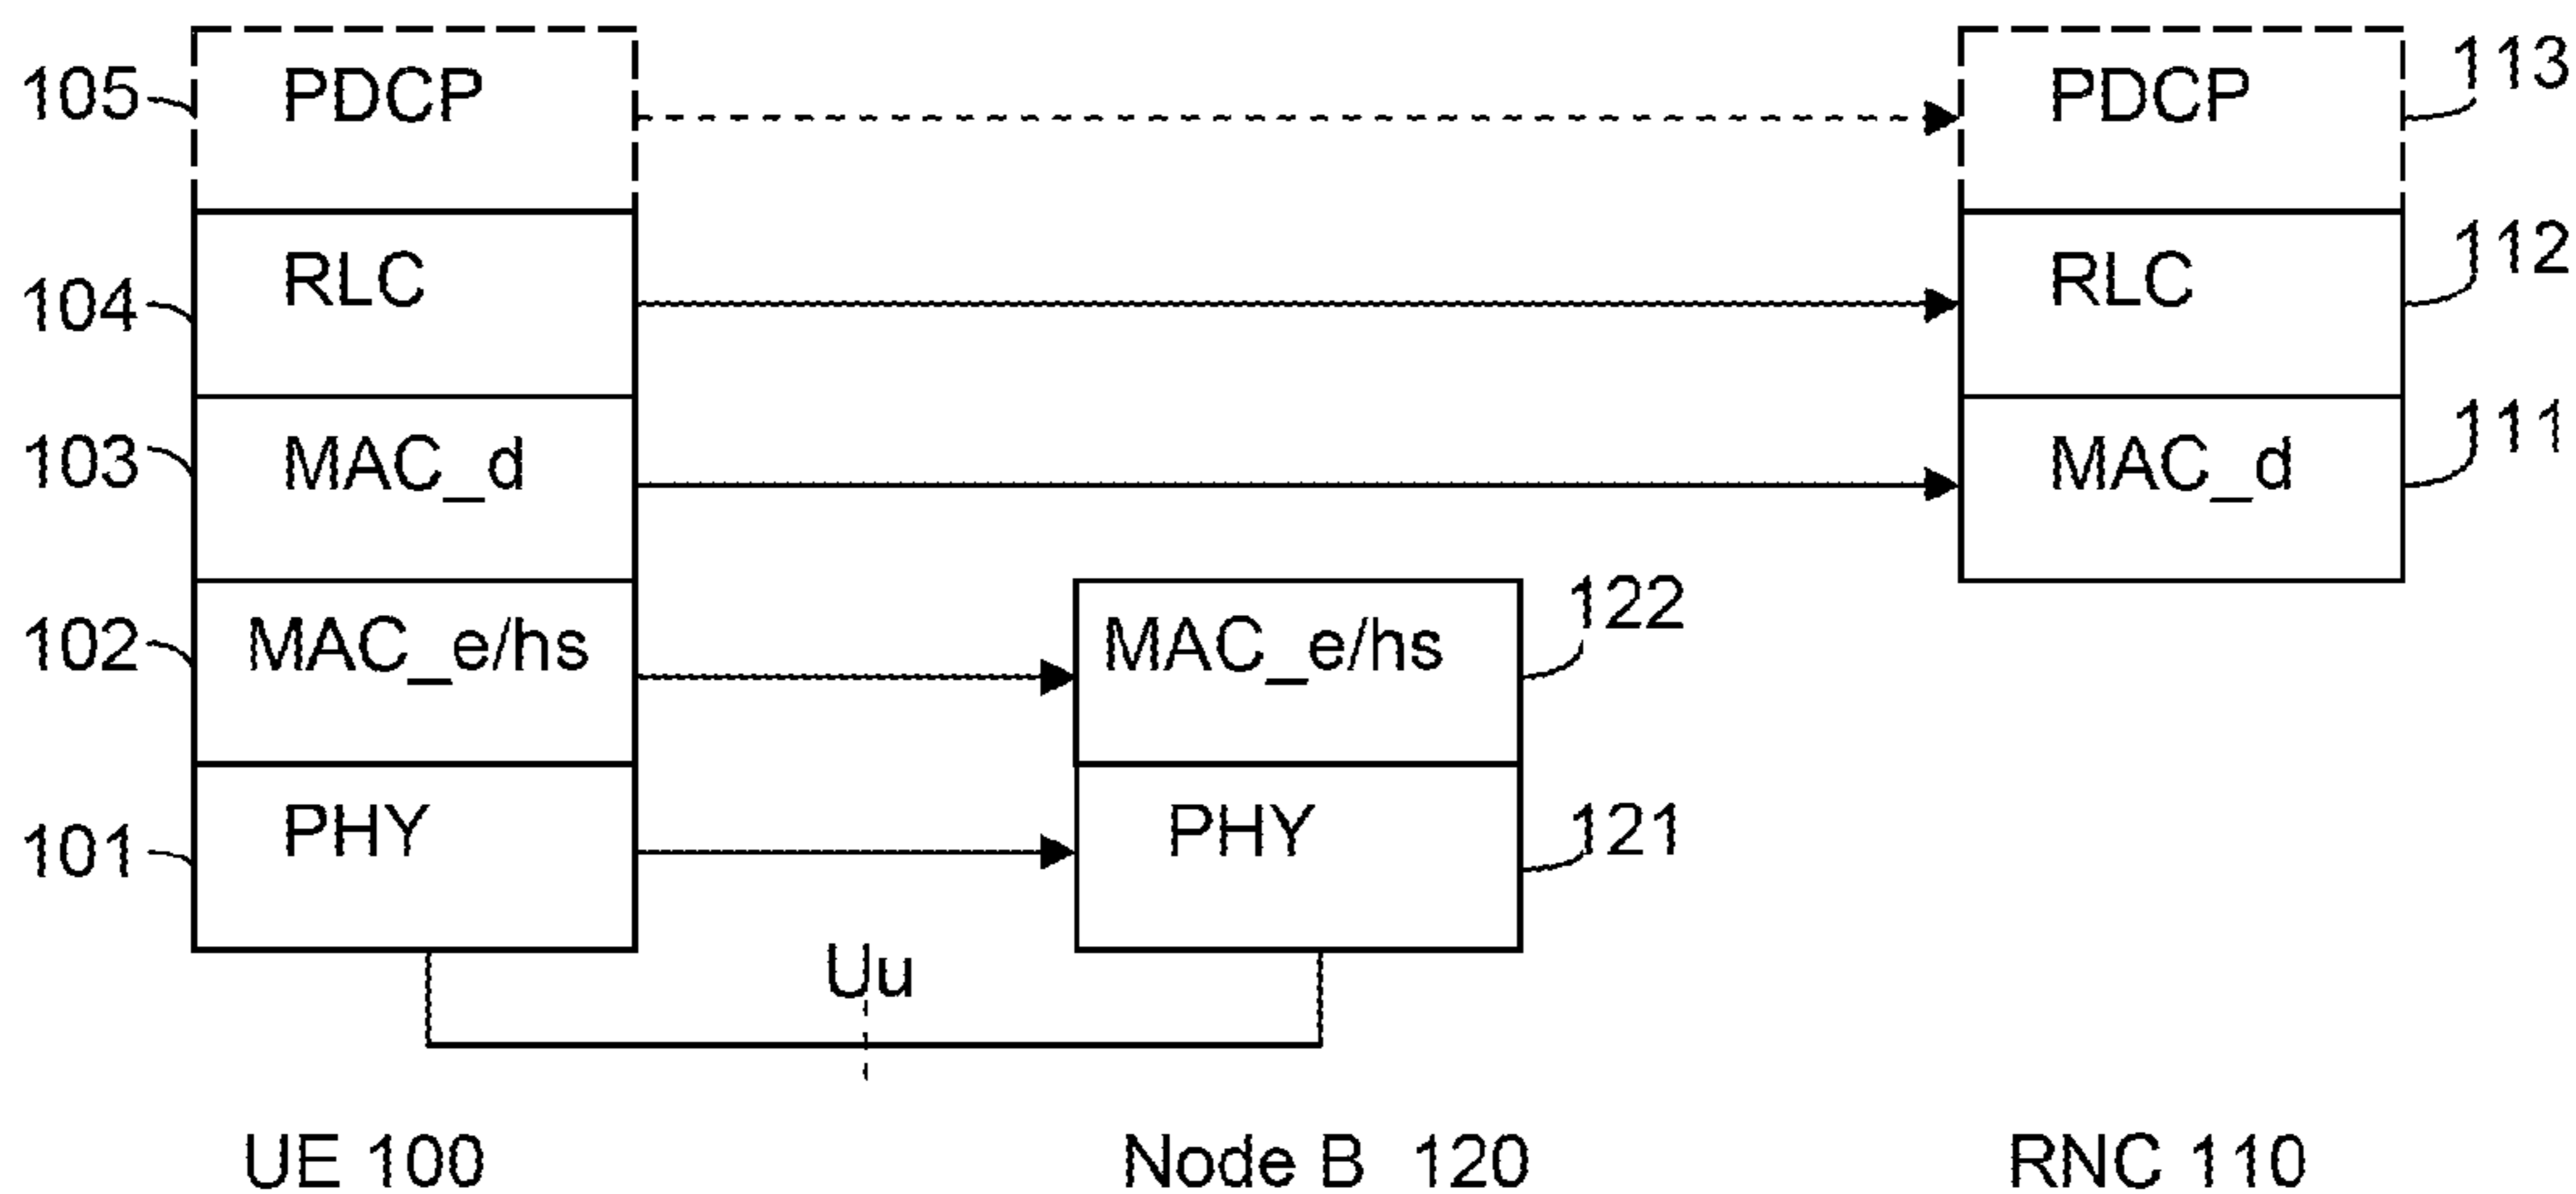 105 PDCP PDCP 113
104 RLC RLC 112
103 MAC_d MAC_d 111
102 MAC_e/hs MAC_e/hs 122
101 PHY PHY 121
Uu
UE 100 Node B 120 RNC 110